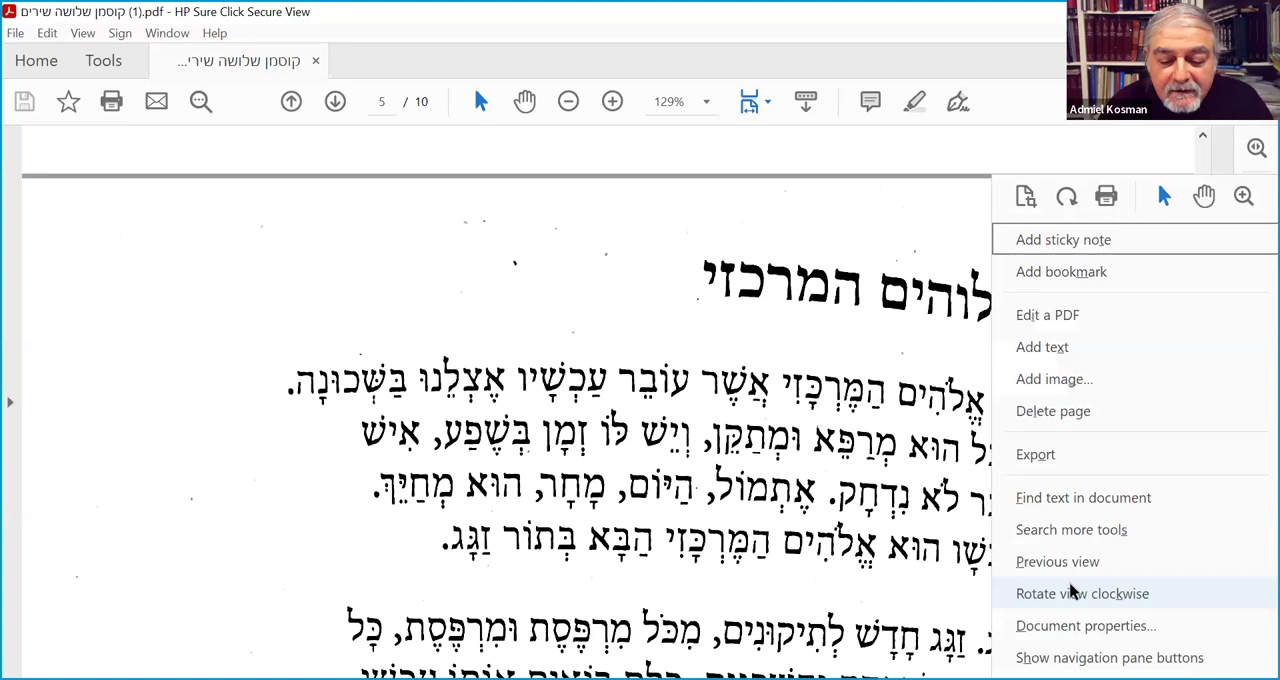 קוסמן שלושה שירים (1).pdf - HP Sure Click Secure View
File Edit View Sign Window Help
Home Tools קוסמן שלושה שירי... ×
5 / 10 129%
Admiel Kosman
המרכזי
אֱלֹהִים הַמֶּרְכָּזִי אֲשֶׁר עוֹבֵר עַכְשָׁיו אֶצְלֵנוּ בַּשְּׁכוּנָה.
הוּא מְרַפֵּא וּמְתַקֵּן, וְיֵשׁ לוֹ זְמַן בְּשֶׁפַע, אִישׁ
לֹא נִדְחָק. אֶתְמוֹל, הַיּוֹם, מָחָר, הוּא מְחַיֵּךְ.
הוּא אֱלֹהִים הַמֶּרְכָּזִי הַבָּא בְּתוֹר זַגָּג.
זַגָּג חָדָשׁ לְתִיקוּנִים, מִכֹּל מִרְפֶּסֶת וּמִרְפֶּסֶת, כָּל
Add sticky note
Add bookmark
Edit a PDF
Add text
Add image...
Delete page
Export
Find text in document
Search more tools
Previous view
Rotate view clockwise
Document properties...
Show navigation pane buttons